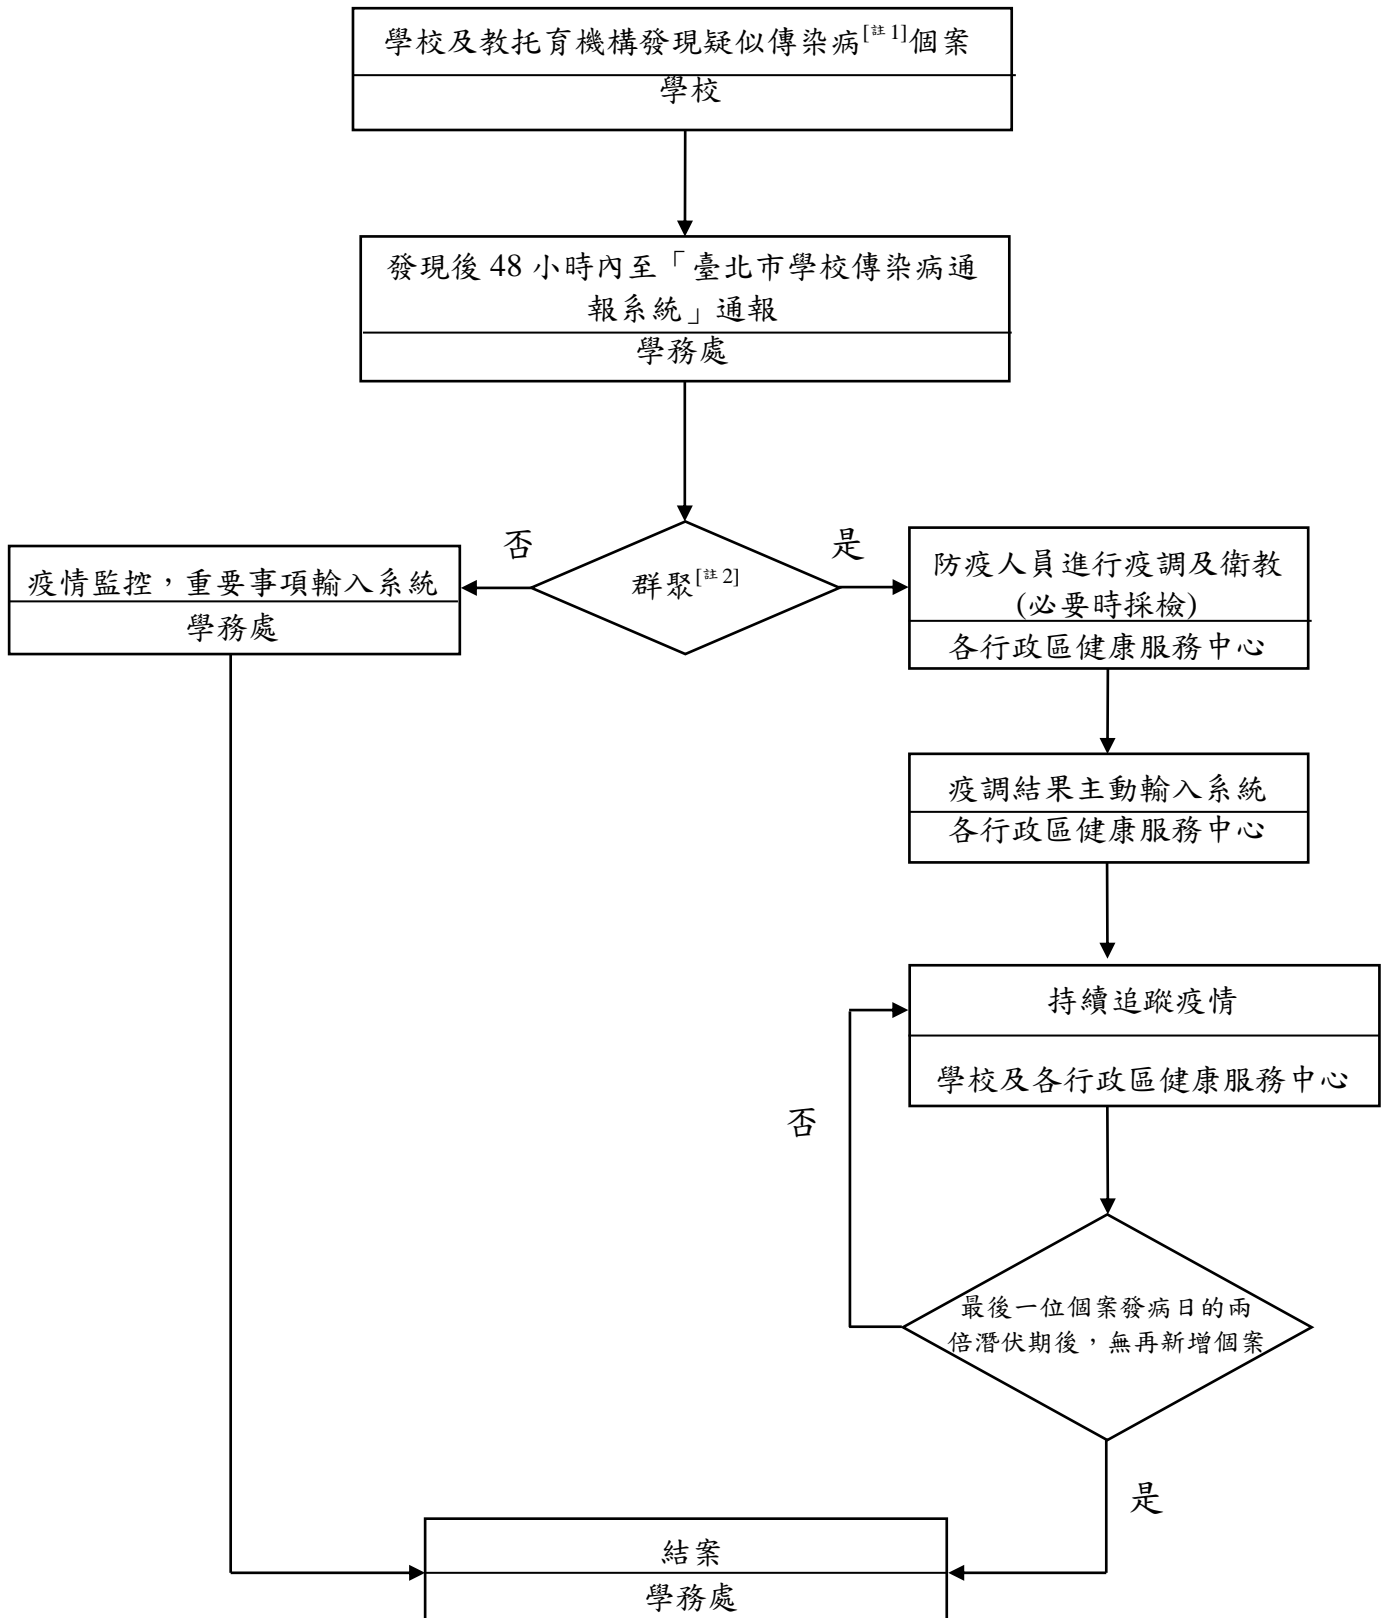 學校及教托育機構發現疑似傳染病[註1]個案
學校
發現後 48 小時內至「臺北市學校傳染病通
報系統」通報
學務處
否
是
群聚[註2]
疫情監控，重要事項輸入系統
學務處
防疫人員進行疫調及衛教
(必要時採檢)
各行政區健康服務中心
疫調結果主動輸入系統
各行政區健康服務中心
持續追蹤疫情
學校及各行政區健康服務中心
否
最後一位個案發病日的兩
倍潛伏期後，無再新增個案
是
結案
學務處